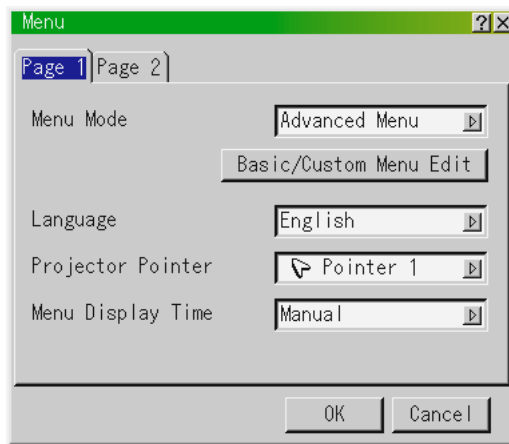 Menu ? ×
Page 1 Page 2
Menu Mode Advanced Menu
Basic/Custom Menu Edit
Language English
Projector Pointer Pointer 1
Menu Display Time Manual
OK Cancel